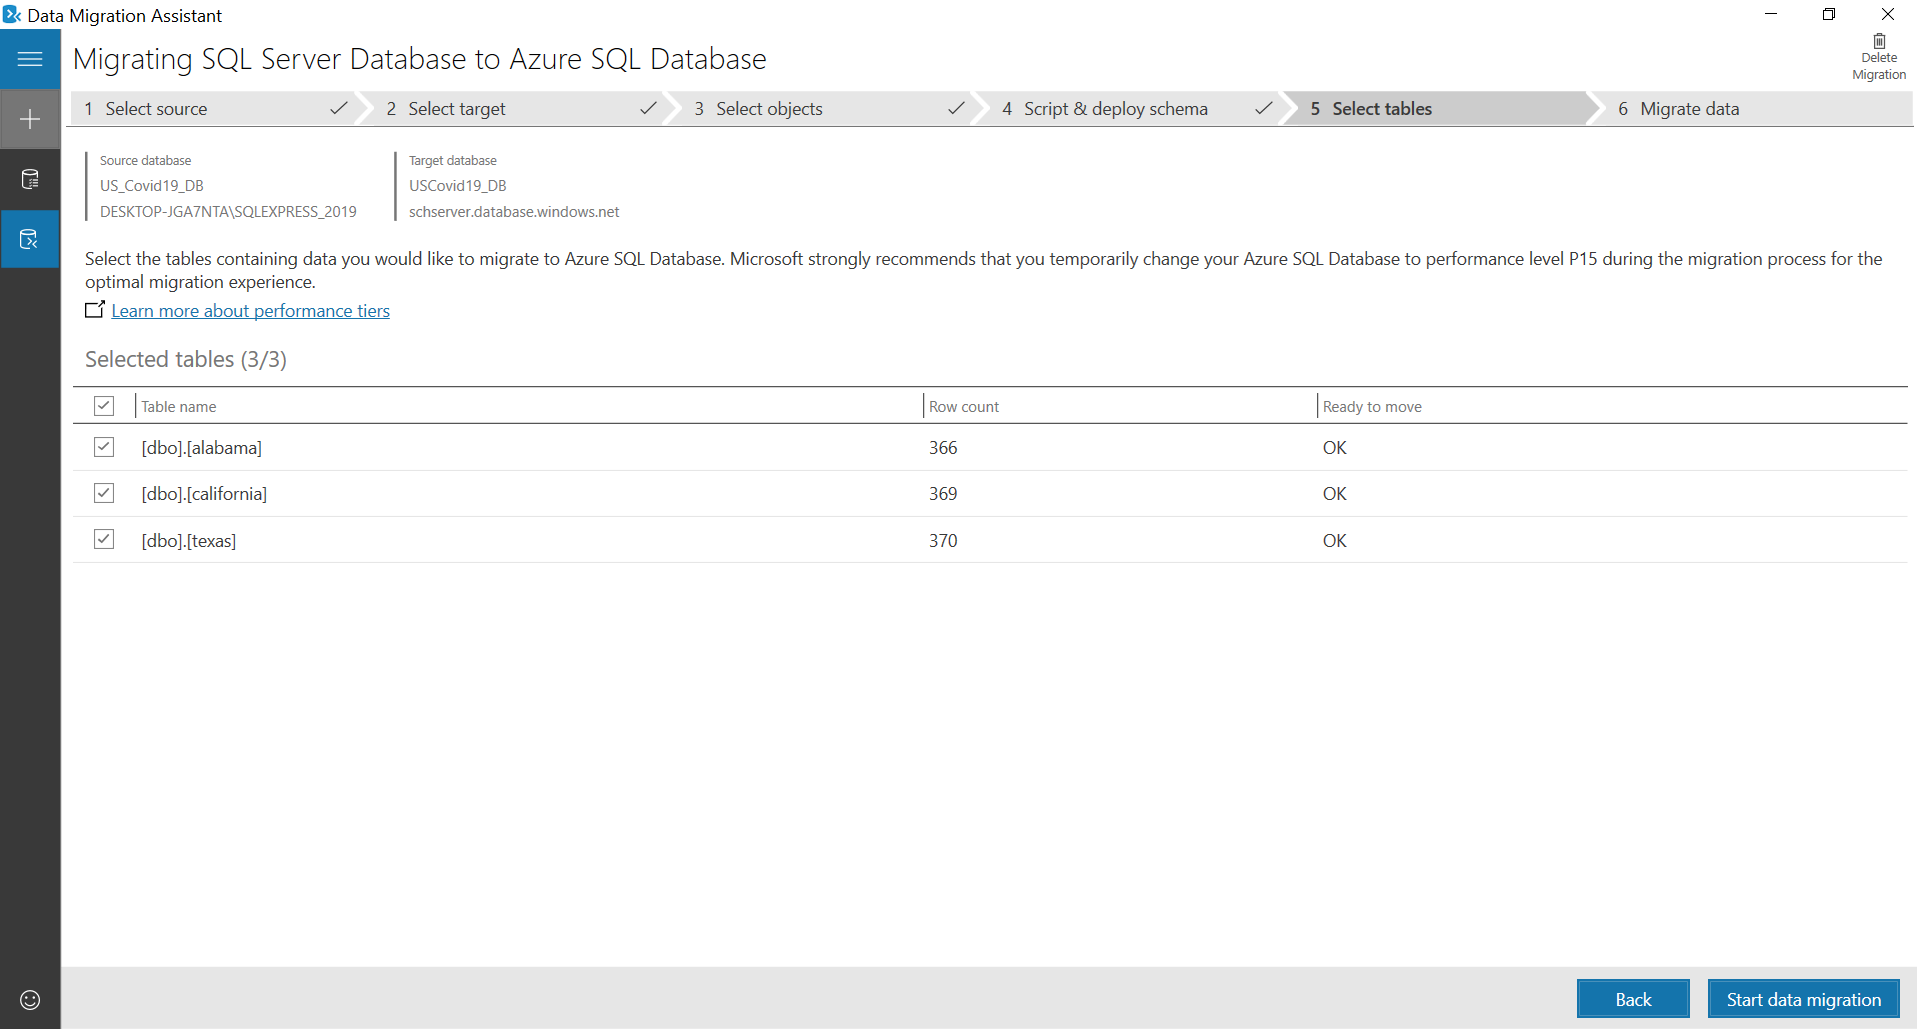 Data Migration Assistant
Migrating SQL Server Database to Azure SQL Database
Delete
Migration
1 Select source
2 Select target
3 Select objects
4 Script & deploy schema
5 Select tables
6 Migrate data
Source database
US_Covid19_DB
DESKTOP-JGA7NTA\SQLEXPRESS_2019
Target database
USCovid19_DB
schserver.database.windows.net
Select the tables containing data you would like to migrate to Azure SQL Database. Microsoft strongly recommends that you temporarily change your Azure SQL Database to performance level P15 during the migration process for the
optimal migration experience.
Learn more about performance tiers
Selected tables (3/3)
Table name Row count Ready to move
[dbo].[alabama] 366 OK
[dbo].[california] 369 OK
[dbo].[texas] 370 OK
Back Start data migration